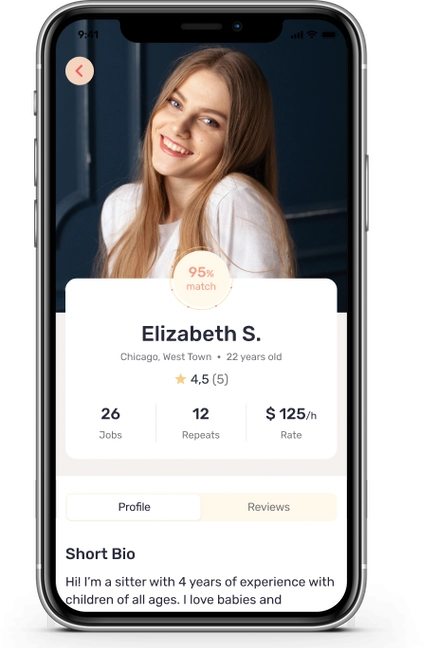 9:41
95%
match
Elizabeth S.
Chicago, West Town • 22 years old
4,5 (5)
26
12
$ 125/h
Jobs
Repeats
Rate
Profile
Reviews
Short Bio
Hi! I'm a sitter with 4 years of experience with
children of all ages. I love babies and